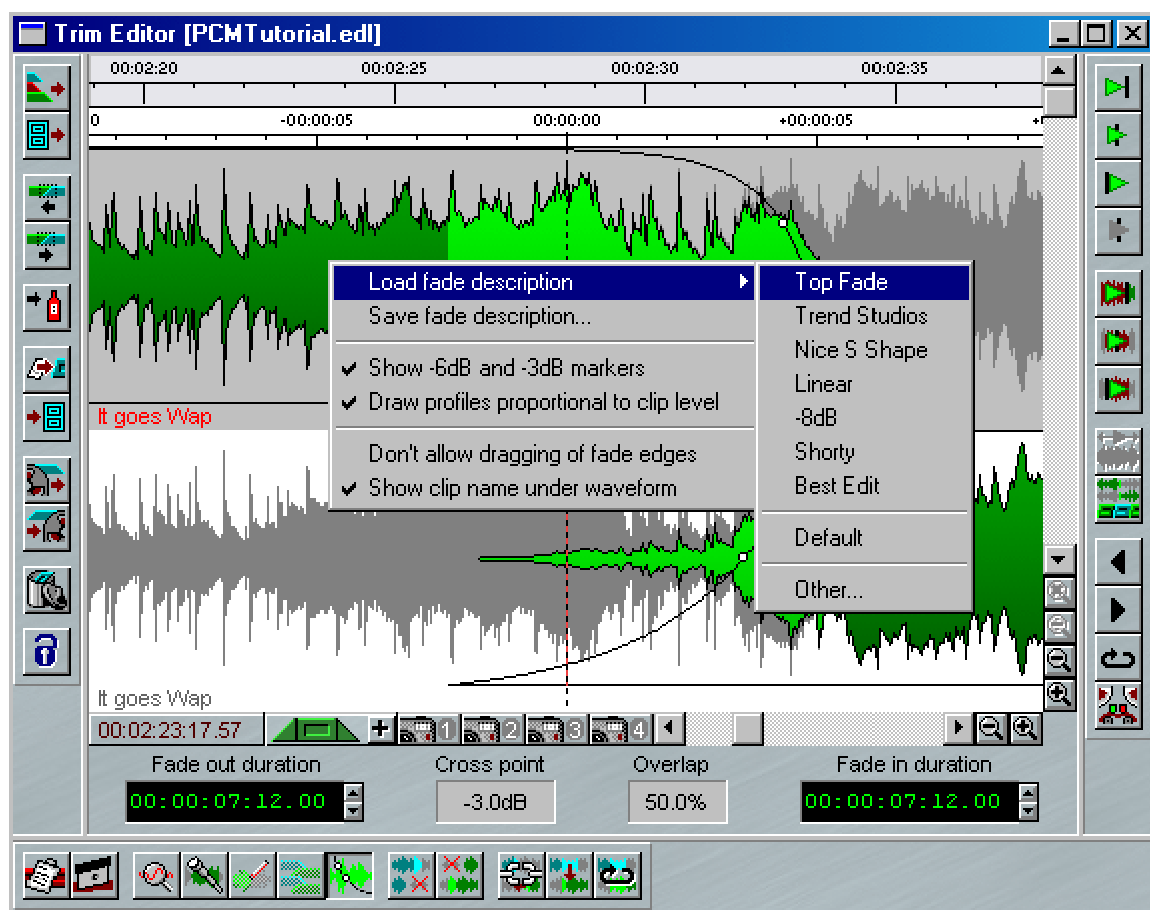 Trim Editor [PCMTutorial.edl]
00:02:20 00:02:25 00:02:30 00:02:35
0 -00:00:05 00:00:00 +00:00:05
Load fade description
Save fade description...
Show -6dB and -3dB markers
Draw profiles proportional to clip level
Don't allow dragging of fade edges
Show clip name under waveform
Top Fade
Trend Studios
Nice S Shape
Linear
-8dB
Shorty
Best Edit
Default
Other...
It goes Wap
It goes Wap
00:02:23:17.57 1 2 3 4
Fade out duration Cross point Overlap Fade in duration
00:00:07:12.00 -3.0dB 50.0% 00:00:07:12.00